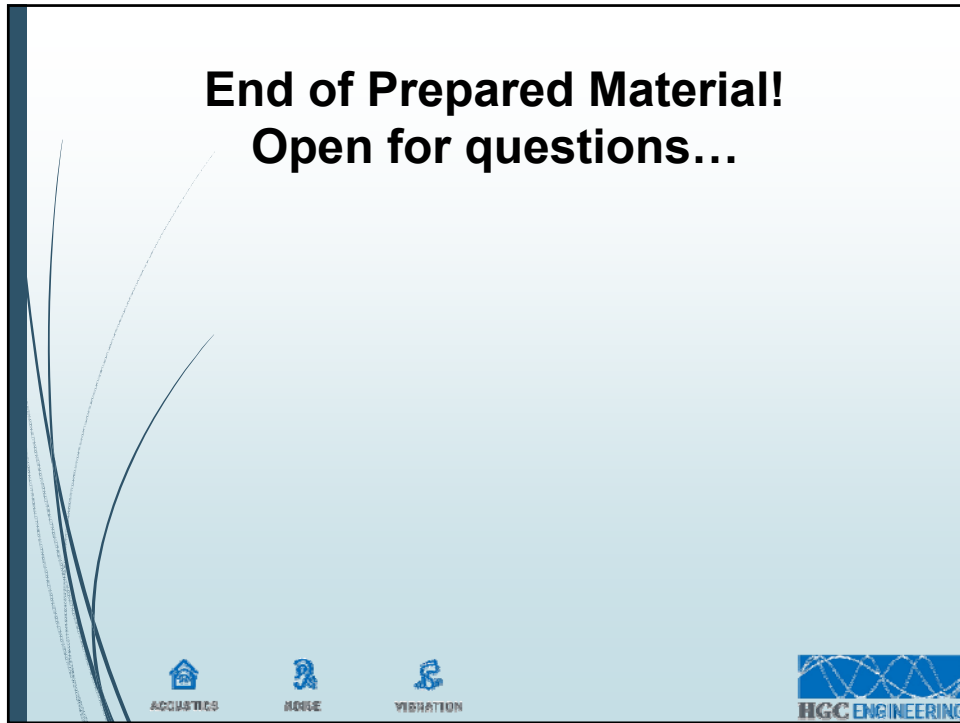 End of Prepared Material!
Open for questions…
ACOUSTICS
NOISE
VIBRATION
HGC ENGINEERING